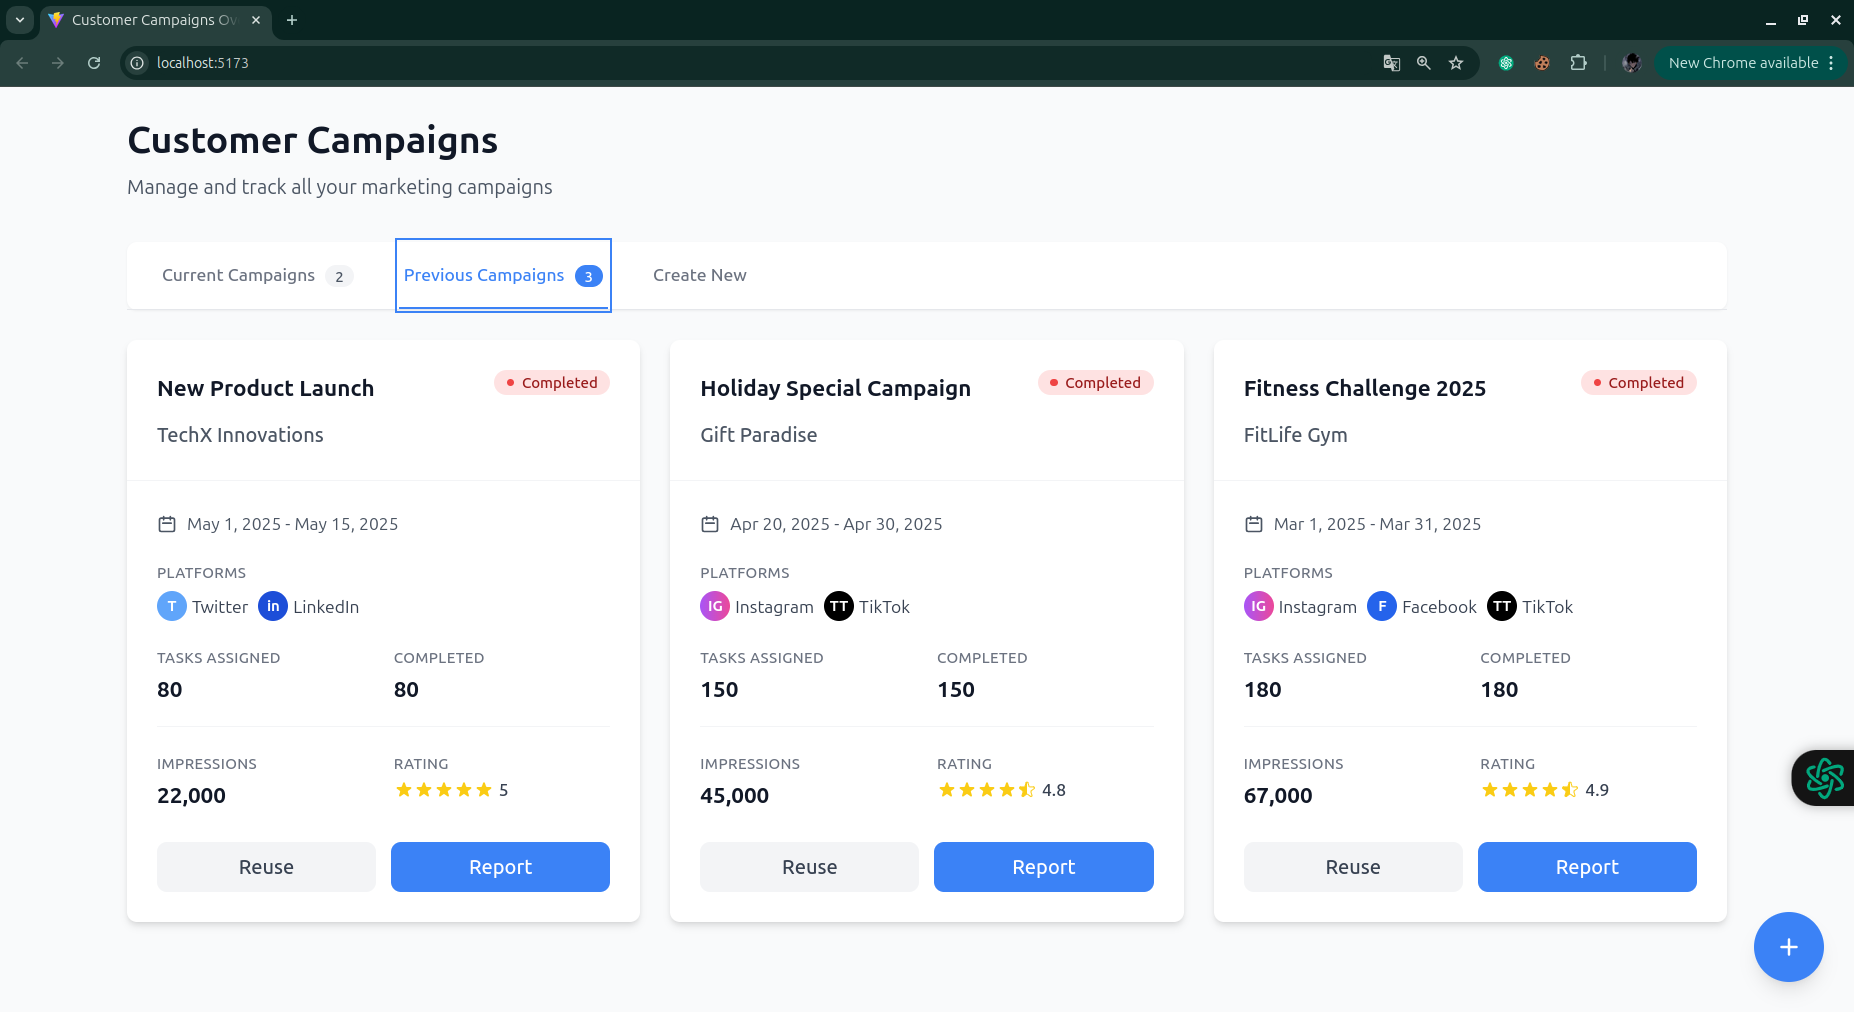 Customer Campaigns Ov
localhost:5173
New Chrome available
Customer Campaigns
Manage and track all your marketing campaigns
Current Campaigns 2
Previous Campaigns 3
Create New
New Product Launch
Completed
TechX Innovations
May 1, 2025 - May 15, 2025
PLATFORMS
T Twitter in LinkedIn
TASKS ASSIGNED COMPLETED
80 80
IMPRESSIONS RATING
22,000 5
Reuse Report
Holiday Special Campaign
Completed
Gift Paradise
Apr 20, 2025 - Apr 30, 2025
PLATFORMS
IG Instagram TT TikTok
TASKS ASSIGNED COMPLETED
150 150
IMPRESSIONS RATING
45,000 4.8
Reuse Report
Fitness Challenge 2025
Completed
FitLife Gym
Mar 1, 2025 - Mar 31, 2025
PLATFORMS
IG Instagram F Facebook TT TikTok
TASKS ASSIGNED COMPLETED
180 180
IMPRESSIONS RATING
67,000 4.9
Reuse Report
+